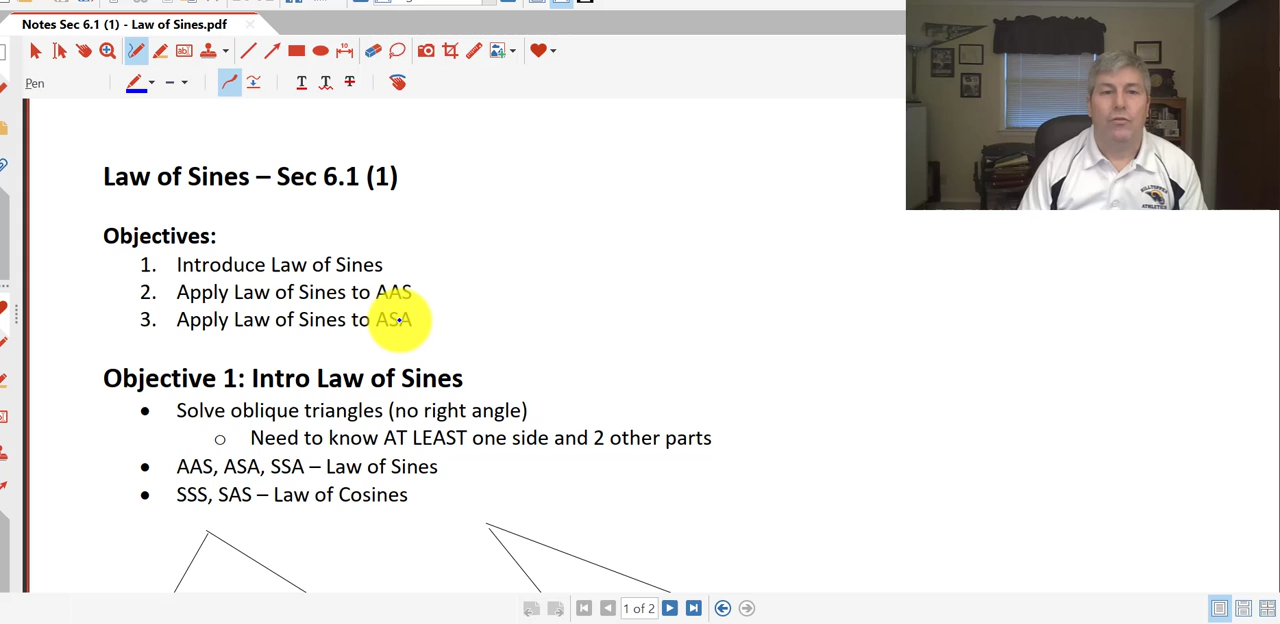 Notes Sec 6.1 (1) - Law of Sines.pdf
Pen
Law of Sines – Sec 6.1 (1)
Objectives:
1. Introduce Law of Sines
2. Apply Law of Sines to AAS
3. Apply Law of Sines to ASA
Objective 1: Intro Law of Sines
• Solve oblique triangles (no right angle)
o Need to know AT LEAST one side and 2 other parts
• AAS, ASA, SSA – Law of Sines
• SSS, SAS – Law of Cosines
HILLTOPPER
ATHLETICS
1 of 2